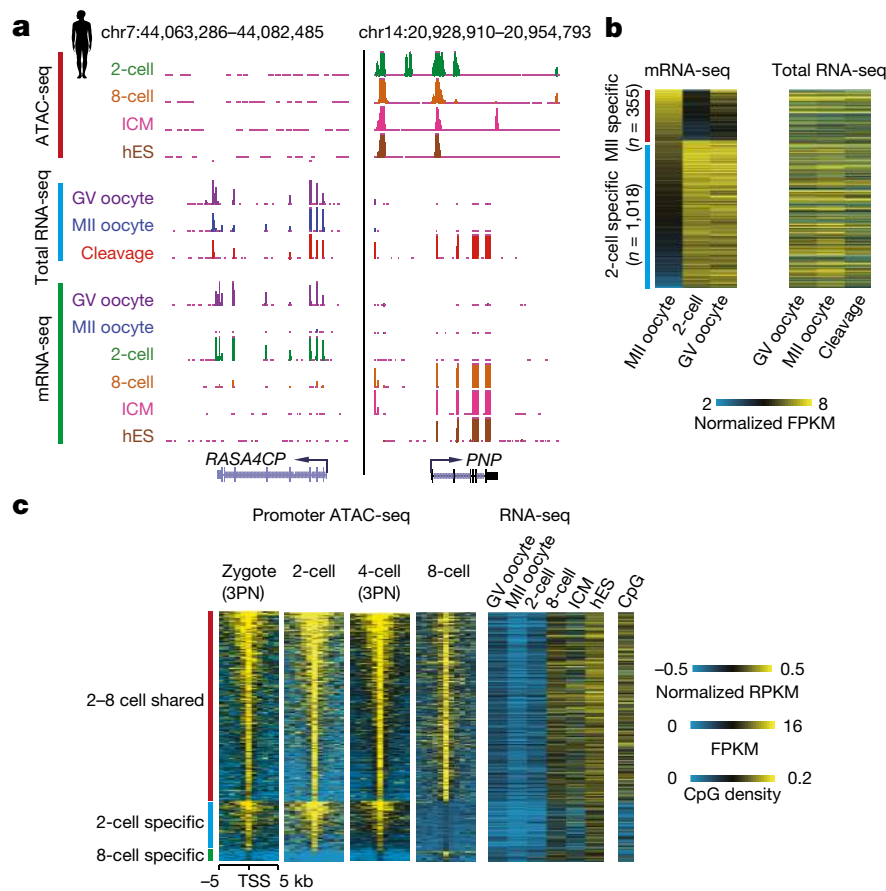 a
chr7:44,063,286–44,082,485
chr14:20,928,910–20,954,793
ATAC-seq
2-cell
8-cell
ICM
hES
Total RNA-seq
GV oocyte
MII oocyte
Cleavage
mRNA-seq
GV oocyte
MII oocyte
2-cell
8-cell
ICM
hES
RASA4CP
PNP
b
mRNA-seq
Total RNA-seq
MII specific
(n = 355)
2-cell specific
(n = 1,018)
MII oocyte
2-cell
GV oocyte
GV oocyte
MII oocyte
Cleavage
2
8
Normalized FPKM
c
Promoter ATAC-seq
RNA-seq
Zygote
(3PN)
2-cell
4-cell
(3PN)
8-cell
GV oocyte
MII oocyte
2-cell
8-cell
ICM
hES
CpG
2–8 cell shared
2-cell specific
8-cell specific
–5 TSS 5 kb
–0.5
0.5
Normalized RPKM
0
16
FPKM
0
0.2
CpG density